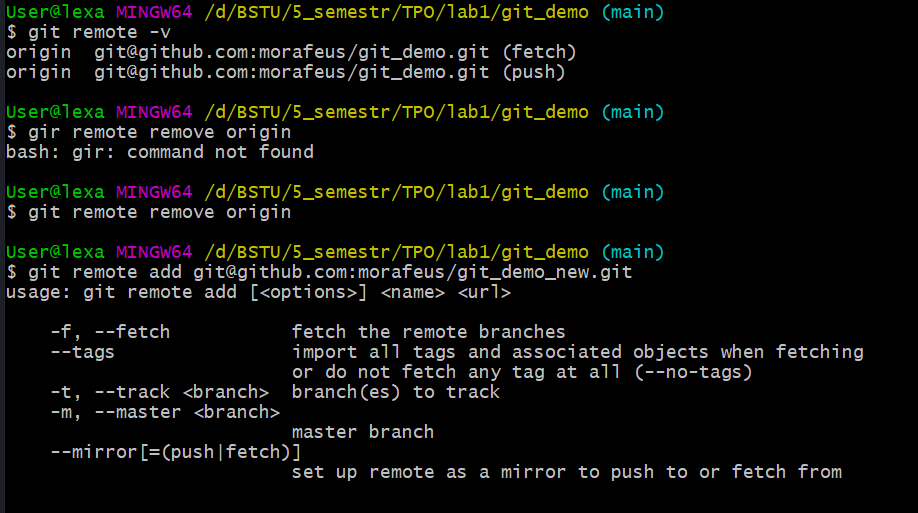 User@lexa MINGW64 /d/BSTU/5_semestr/TPO/lab1/git_demo (main)
$ git remote -v
origin  git@github.com:morafeus/git_demo.git (fetch)
origin  git@github.com:morafeus/git_demo.git (push)

User@lexa MINGW64 /d/BSTU/5_semestr/TPO/lab1/git_demo (main)
$ gir remote remove origin
bash: gir: command not found

User@lexa MINGW64 /d/BSTU/5_semestr/TPO/lab1/git_demo (main)
$ git remote remove origin

User@lexa MINGW64 /d/BSTU/5_semestr/TPO/lab1/git_demo (main)
$ git remote add git@github.com:morafeus/git_demo_new.git
usage: git remote add [<options>] <name> <url>

    -f, --fetch           fetch the remote branches
    --tags                import all tags and associated objects when fetching
                          or do not fetch any tag at all (--no-tags)
    -t, --track <branch>  branch(es) to track
    -m, --master <branch>
                          master branch
    --mirror[=(push|fetch)]
                          set up remote as a mirror to push to or fetch from